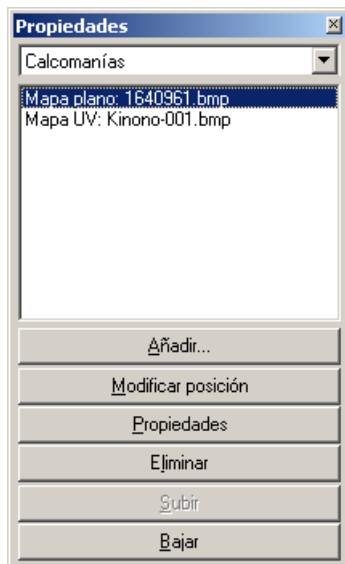 Propiedades
Calcomanías
Mapa plano: 1640961.bmp
Mapa UV: Kinono-001.bmp
Añadir...
Modificar posición
Propiedades
Eliminar
Subir
Bajar